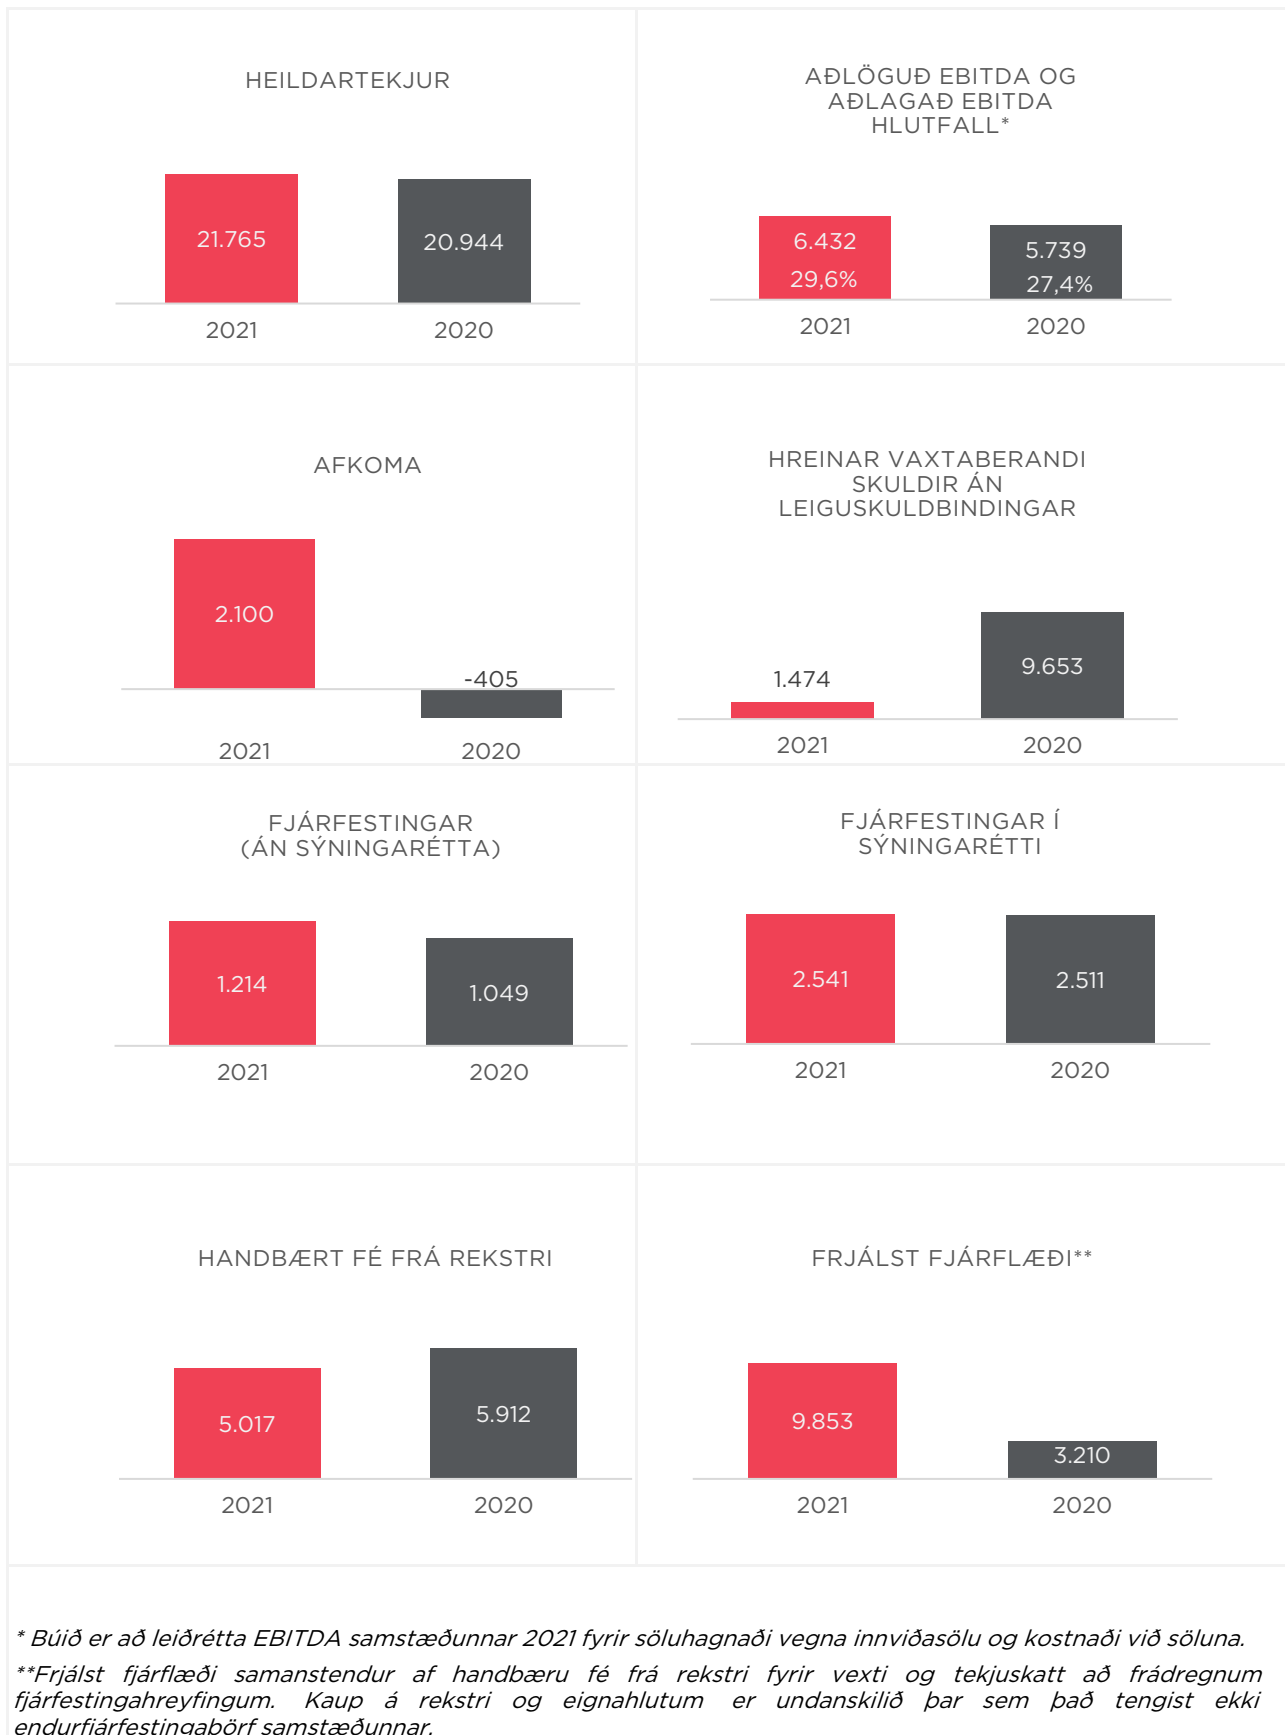 HEILDARTEKJUR
21.765
20.944
2021
2020
AÐLÖGUÐ EBITDA OG
AÐLAGAÐ EBITDA
HLUTFALL*
6.432
29,6%
5.739
27,4%
2021
2020
AFKOMA
2.100
-405
2021
2020
HREINAR VAXTABERANDI
SKULDIR ÁN
LEIGUSKULDBINDINGAR
1.474
9.653
2021
2020
FJÁRFESTINGAR
(ÁN SÝNINGARÉTTA)
1.214
1.049
2021
2020
FJÁRFESTINGAR Í
SÝNINGARÉTTI
2.541
2.511
2021
2020
HANDBÆRT FÉ FRÁ REKSTRI
5.017
5.912
2021
2020
FRJÁLST FJÁRFLÆÐI**
9.853
3.210
2021
2020
* Búið er að leiðrétta EBITDA samstæðunnar 2021 fyrir söluhagnaði vegna innviðasölu og kostnaði við söluna.
**Frjálst fjárflæði samanstendur af handbæru fé frá rekstri fyrir vexti og tekjuskatt að frádregnum
fjárfestingahreyfingum. Kaup á rekstri og eignahlutum er undanskilið þar sem það tengist ekki
endurfjárfestingaþörf samstæðunnar.